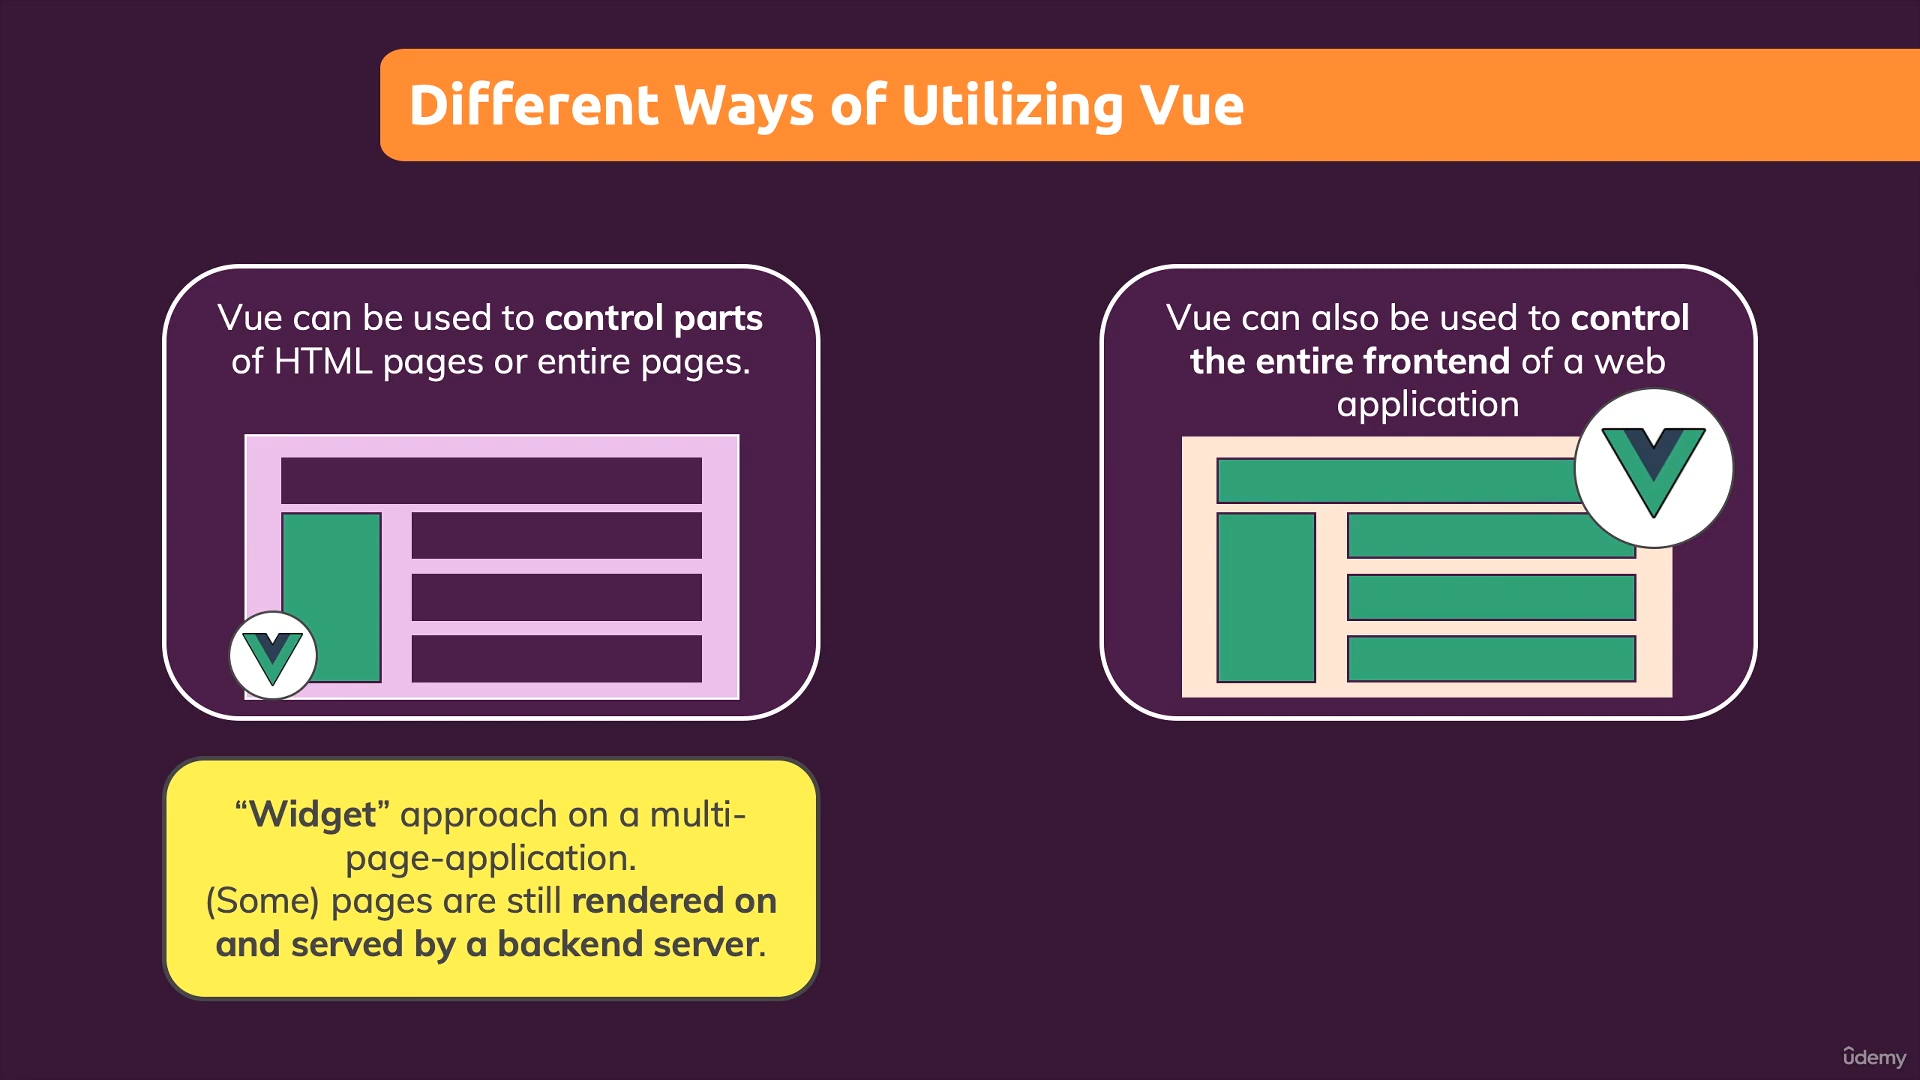 Different Ways of Utilizing Vue
Vue can be used to control parts
of HTML pages or entire pages.
Vue can also be used to control
the entire frontend of a web
application
“Widget” approach on a multi-
page-application.
(Some) pages are still rendered on
and served by a backend server.
udemy